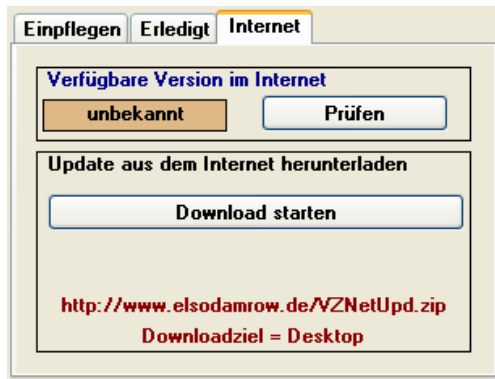 Einpflegen Erledigt Internet
Verfügbare Version im Internet
unbekannt Prüfen
Update aus dem Internet herunterladen
Download starten
http://www.elsodamrow.de/VZNetUpd.zip
Downloadziel = Desktop